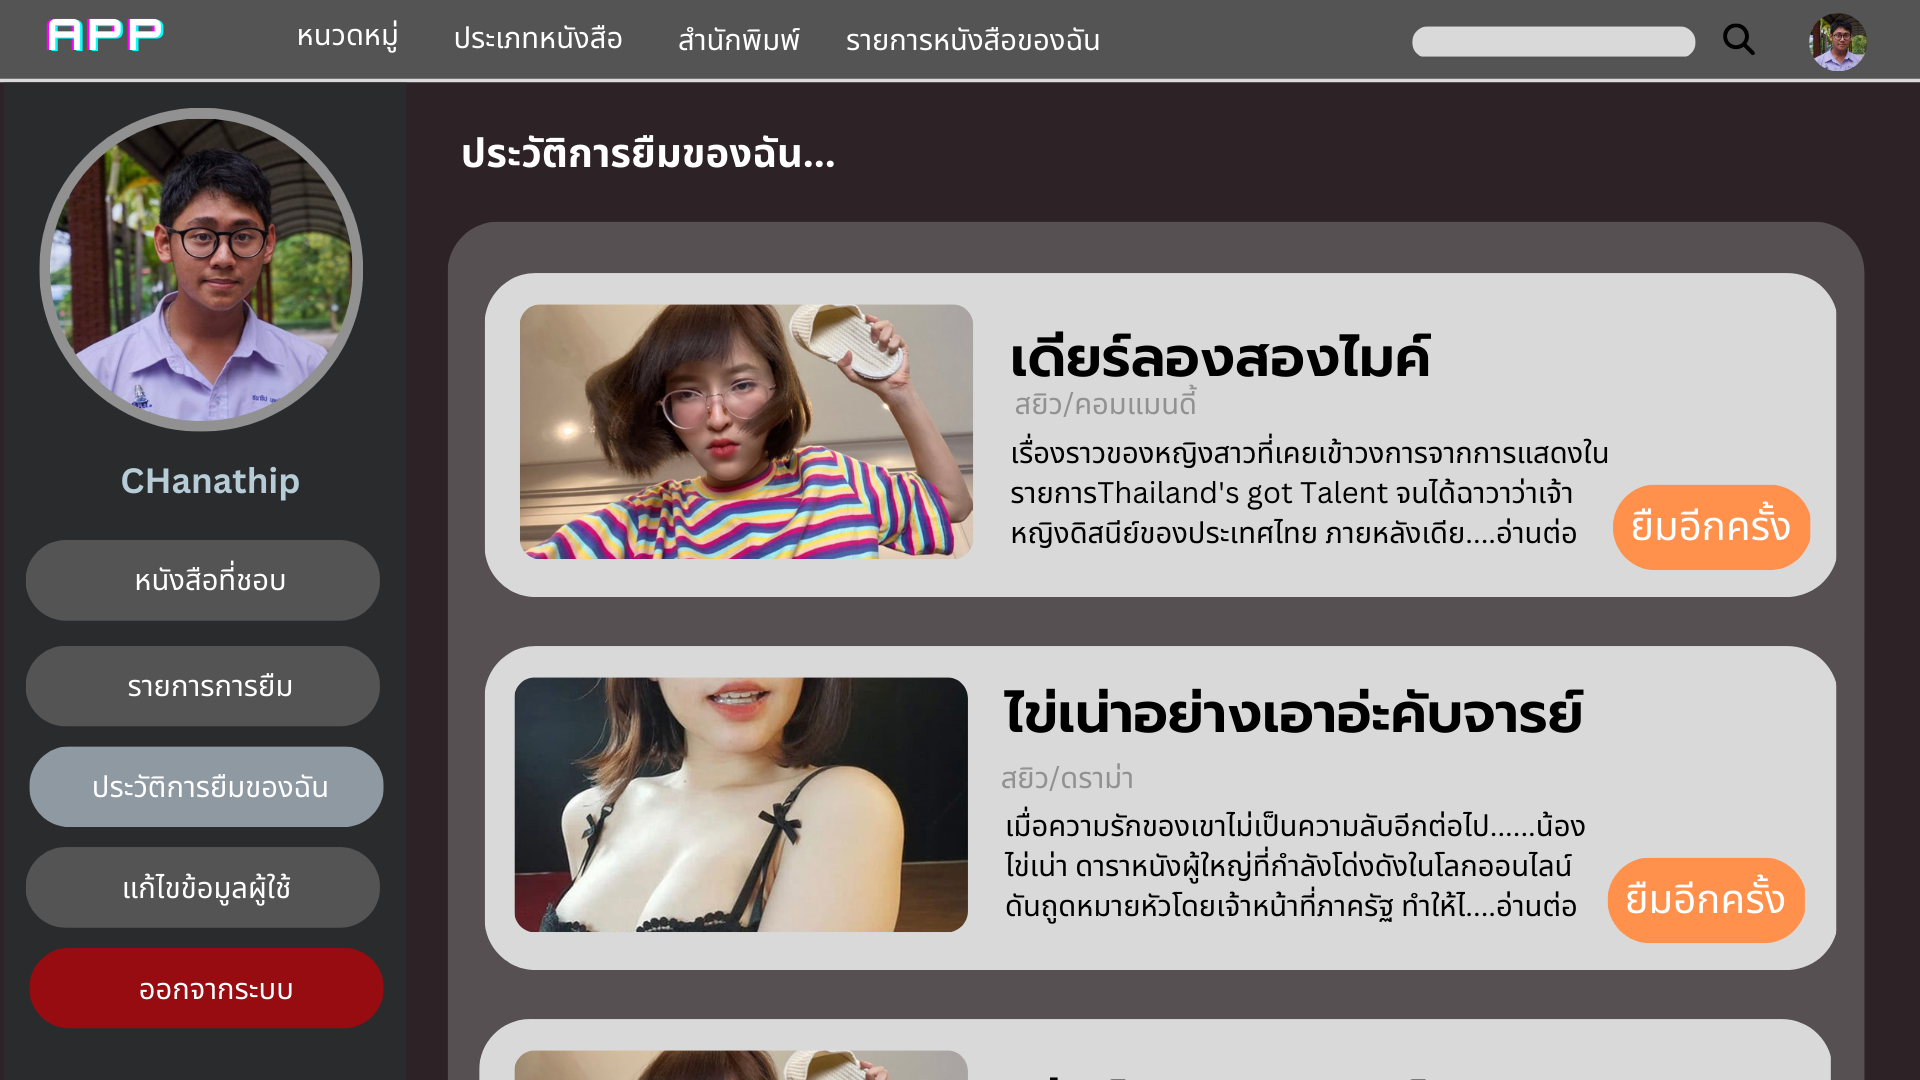 APP
หนวดหมู่
ประเภทหนังสือ
สำนักพิมพ์
รายการหนังสือของฉัน
CHanathip
หนังสือที่ชอบ
รายการการยืม
ประวัติการยืมของฉัน
แก้ไขข้อมูลผู้ใช้
ออกจากระบบ
ประวัติการยืมของฉัน...
เดียร์ลองสองไมค์
สยิว/คอมแมนดี้
เรื่องราวของหญิงสาวที่เคยเข้าวงการจากการแสดงใน
รายการThailand's got Talent จนได้ฉาวาว่าเจ้า
หญิงดิสนีย์ของประเทศไทย ภายหลังเดีย....อ่านต่อ
ยืมอีกครั้ง
ไข่เน่าอย่างเอาอ่ะคับจารย์
สยิว/ดราม่า
เมื่อความรักของเขาไม่เป็นความลับอีกต่อไป......น้อง
ไข่เน่า ดาราหนังผู้ใหญ่ที่กำลังโด่งดังในโลกออนไลน์
ดันถูดหมายหัวโดยเจ้าหน้าที่ภาครัฐ ทำให้ไ....อ่านต่อ
ยืมอีกครั้ง